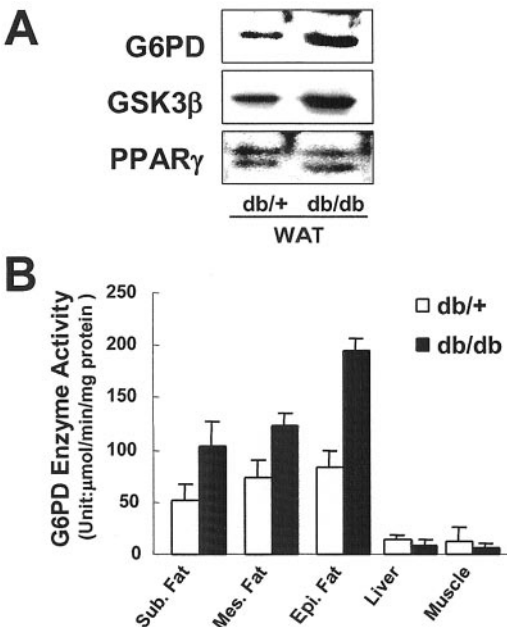 A
G6PD
GSK3β
PPARγ
db/+ db/db
WAT
B
G6PD Enzyme Activity
(Unit:μmol/min/mg protein )
250
200
150
100
50
0
db/+
db/db
Sub. Fat
Mes. Fat
Epi. Fat
Liver
Muscle